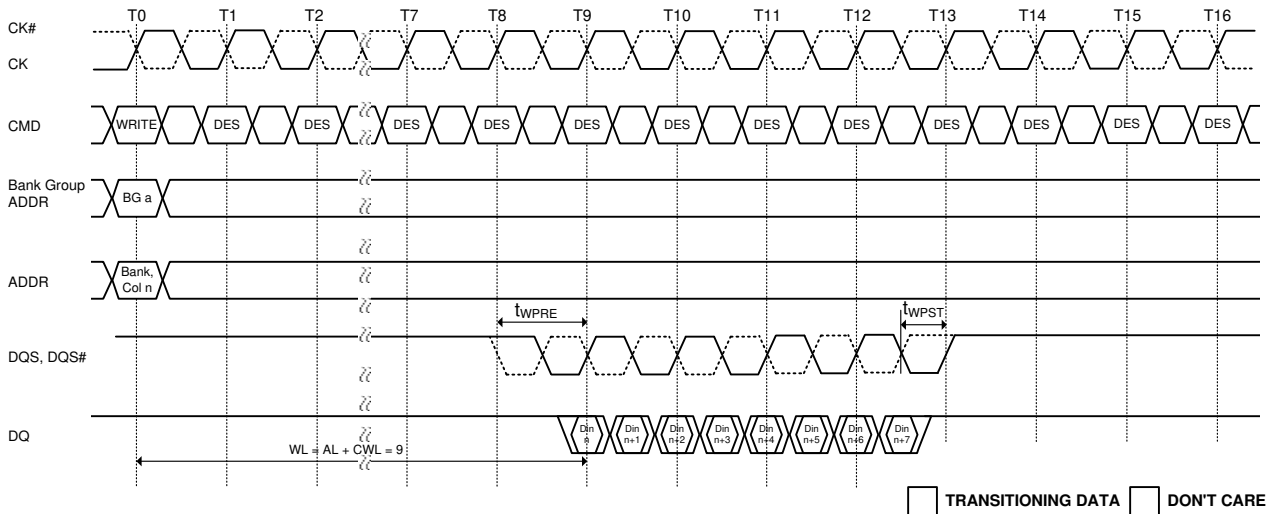 T0 T1 T2 T7 T8 T9 T10 T11 T12 T13 T14 T15 T16
CK#
CK
CMD WRITE DES DES DES DES DES DES DES DES DES DES DES DES
Bank Group
ADDR
BG a
ADDR
Bank,
Col n
tWPRE tWPST
DQS, DQS#
DQ
Din n Din n+1 Din n+2 Din n+3 Din n+4 Din n+5 Din n+6 Din n+7
WL = AL + CWL = 9
TRANSITIONING DATA DON'T CARE